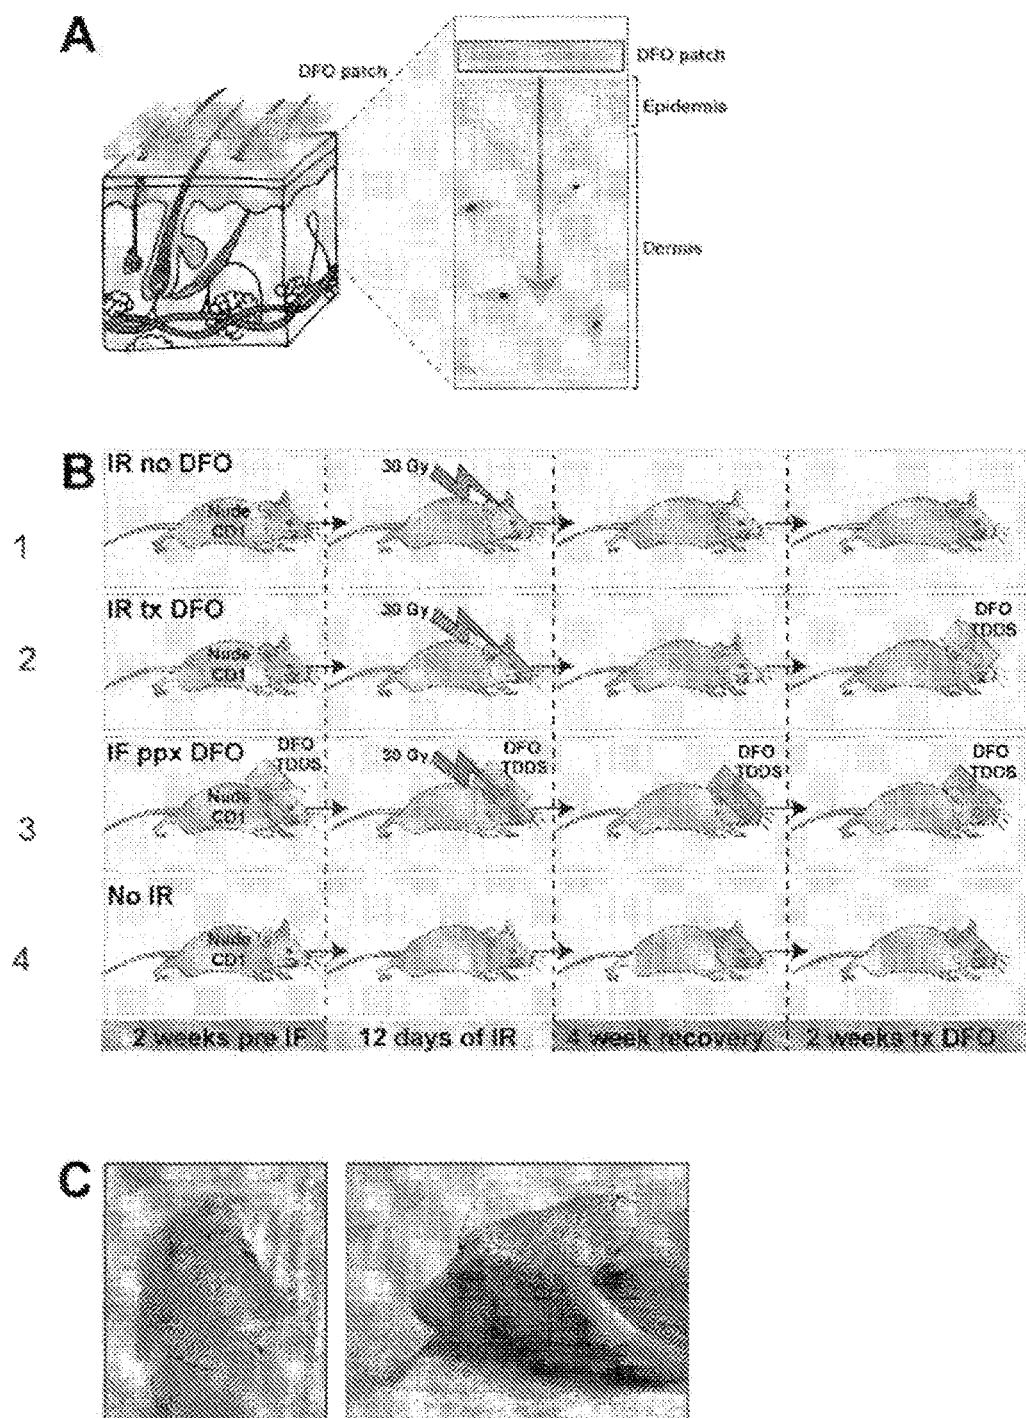 A
DFO patch
DFO patch
Epidermis
Dermis
B
IR no DFO
30 Gy
Nude
CD1
1
IR tx DFO
30 Gy
DFO
TDDS
Nude
CD1
2
IF ppx DFO
DFO
TDDS
30 Gy
DFO
TDDS
DFO
TDDS
DFO
TDDS
Nude
CD1
3
No IR
Nude
CD1
4
2 weeks pre IF
12 days of IR
4 week recovery
2 weeks tx DFO
C